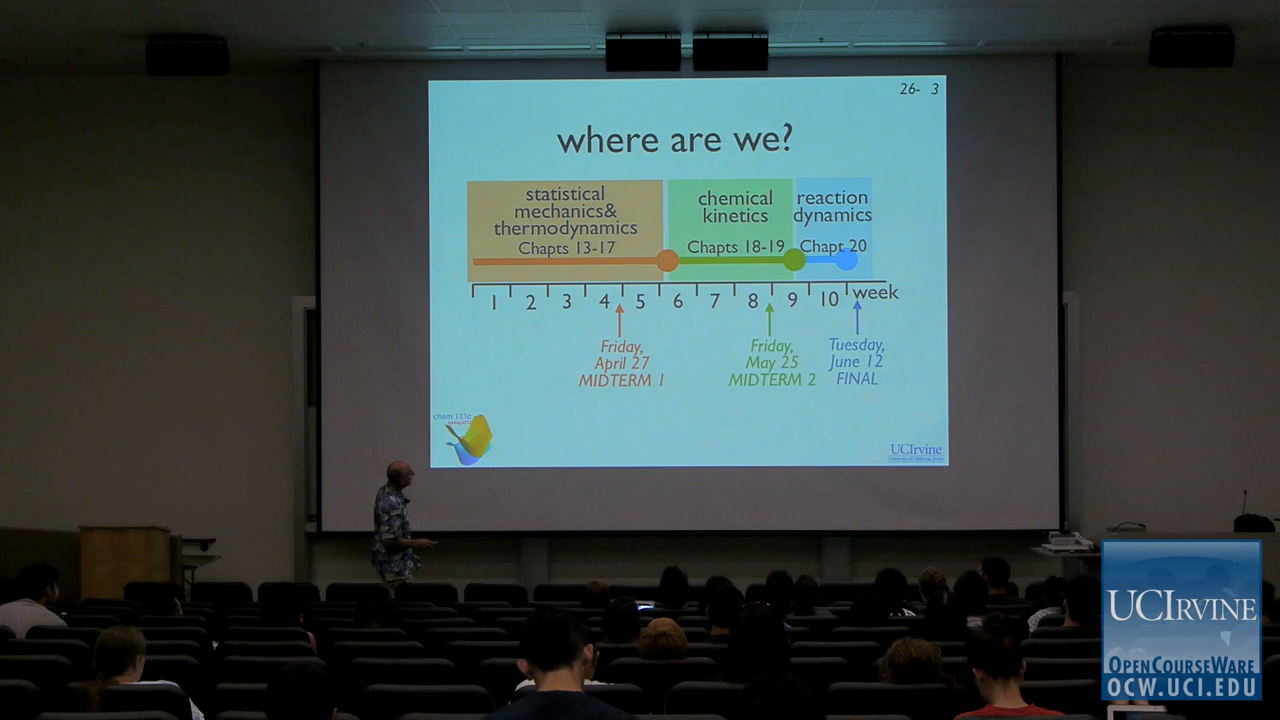 26- 3
where are we?
statistical
mechanics&
thermodynamics
Chapts 13-17
chemical
kinetics
Chapts 18-19
reaction
dynamics
Chapt 20
1 2 3 4 5 6 7 8 9 10 week
Friday,
April 27
MIDTERM 1
Friday,
May 25
MIDTERM 2
Tuesday,
June 12
FINAL
chem 131c
UCIrvine
University of California, Irvine
UCIRVINE
OPENCOURSEWARE
OCW.UCI.EDU